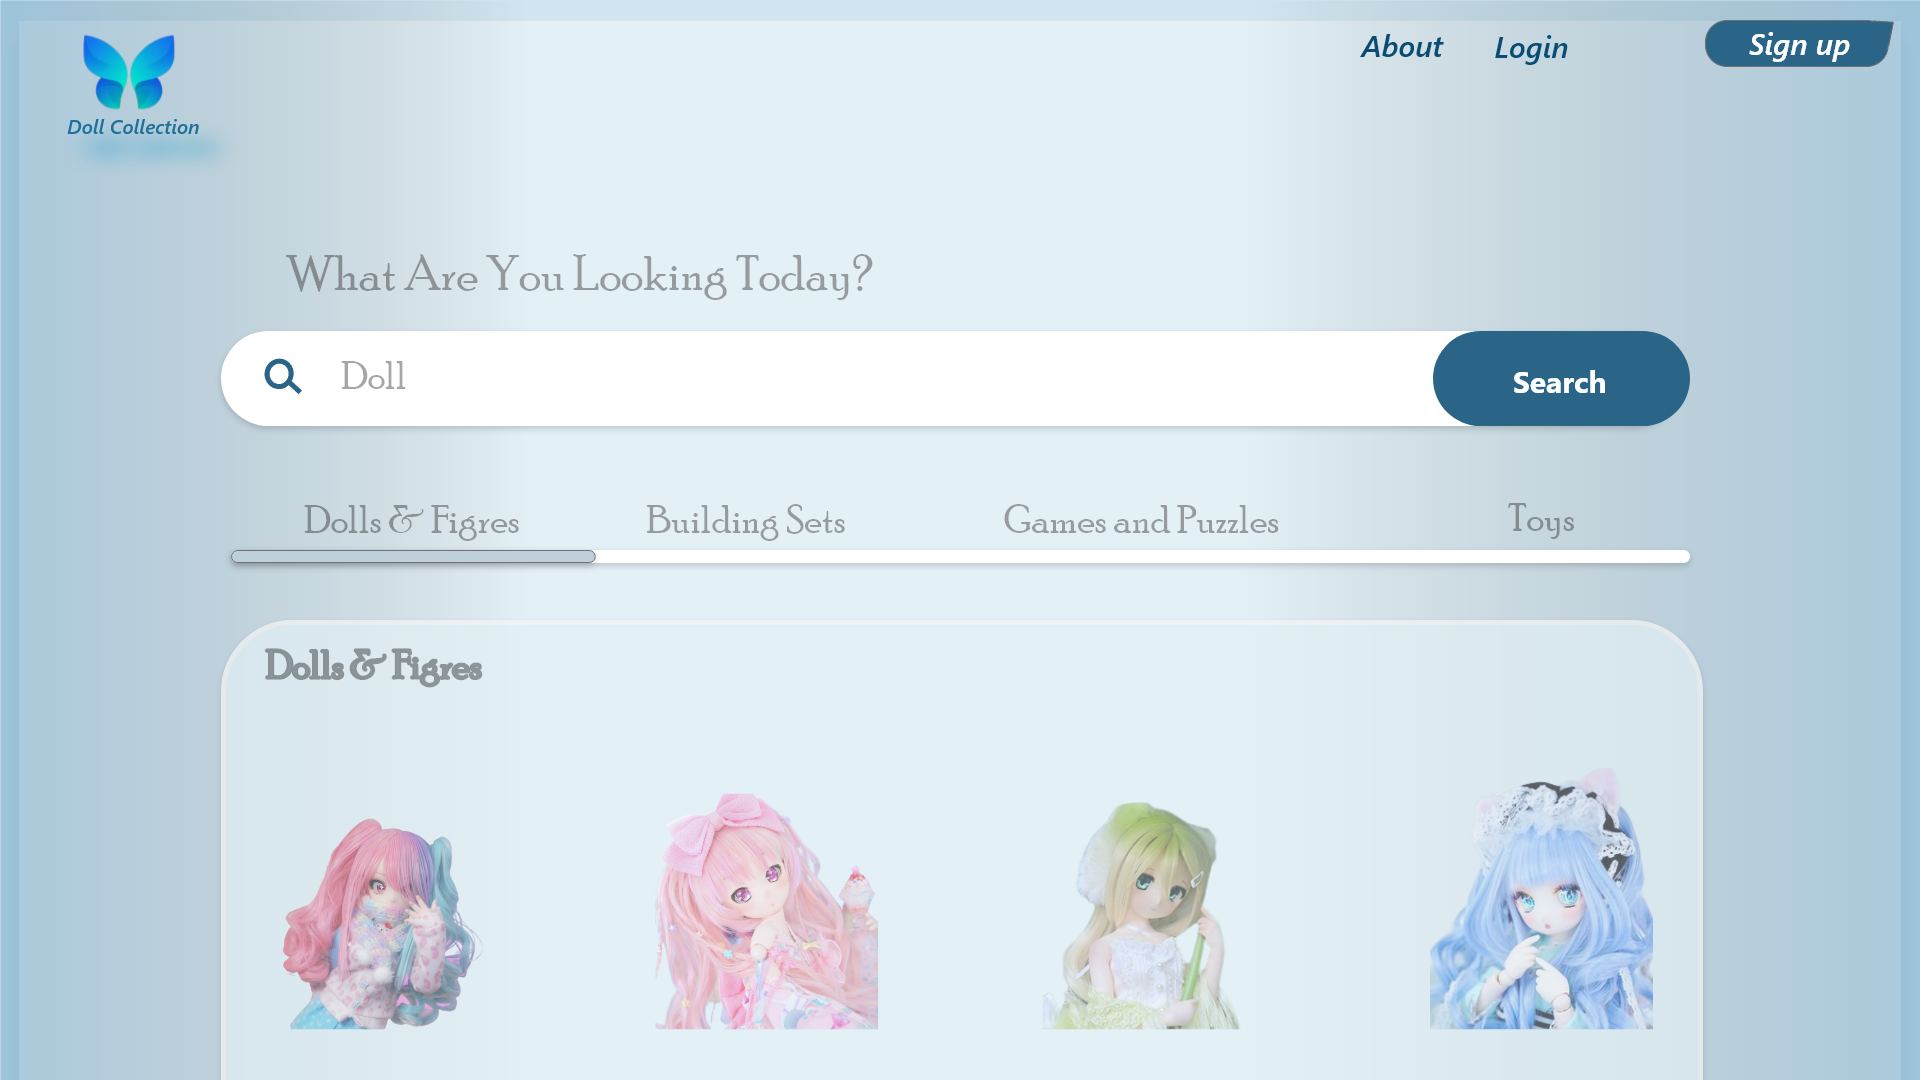 About
Login
Sign up
Doll Collection
What Are You Looking Today?
Doll
Search
Dolls & Figres
Building Sets
Games and Puzzles
Toys
Dolls & Figres